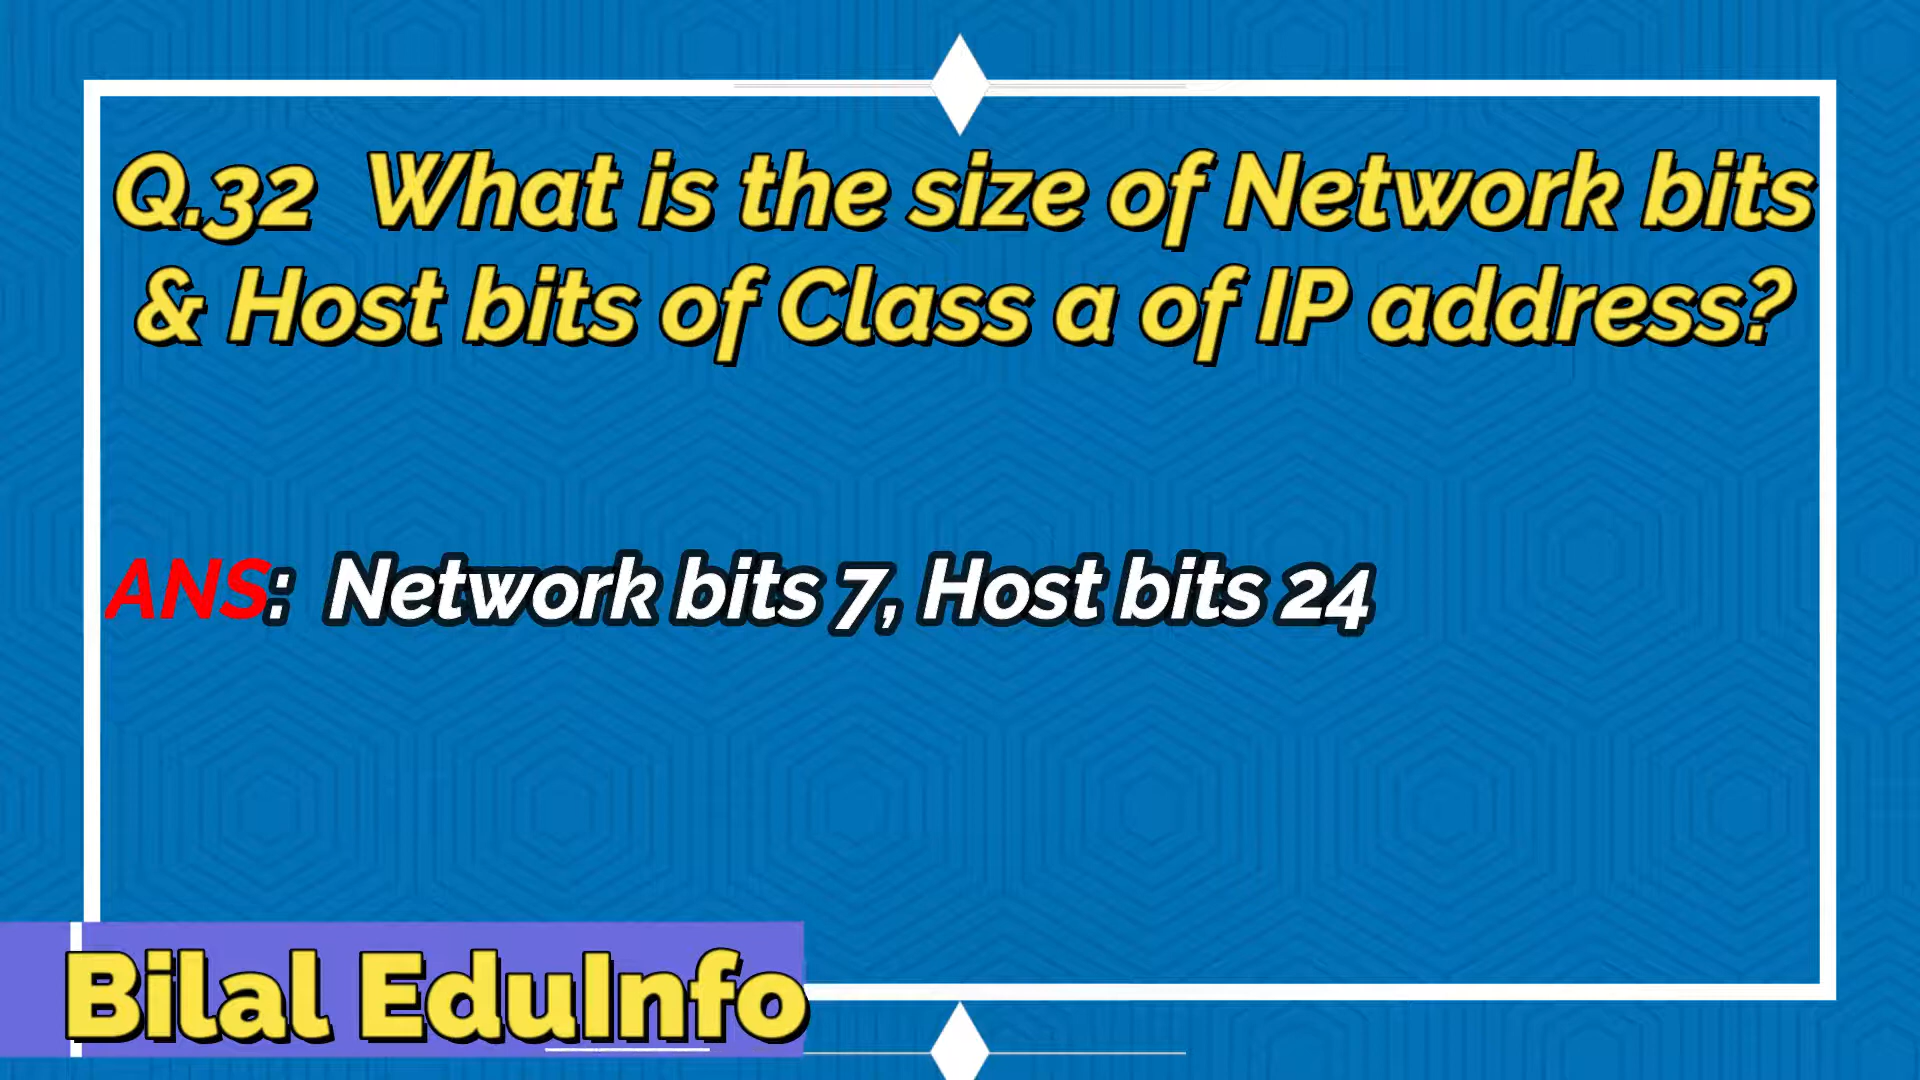 Q.32 What is the size of Network bits
& Host bits of Class a of IP address?
ANS: Network bits 7, Host bits 24
Bilal EduInfo